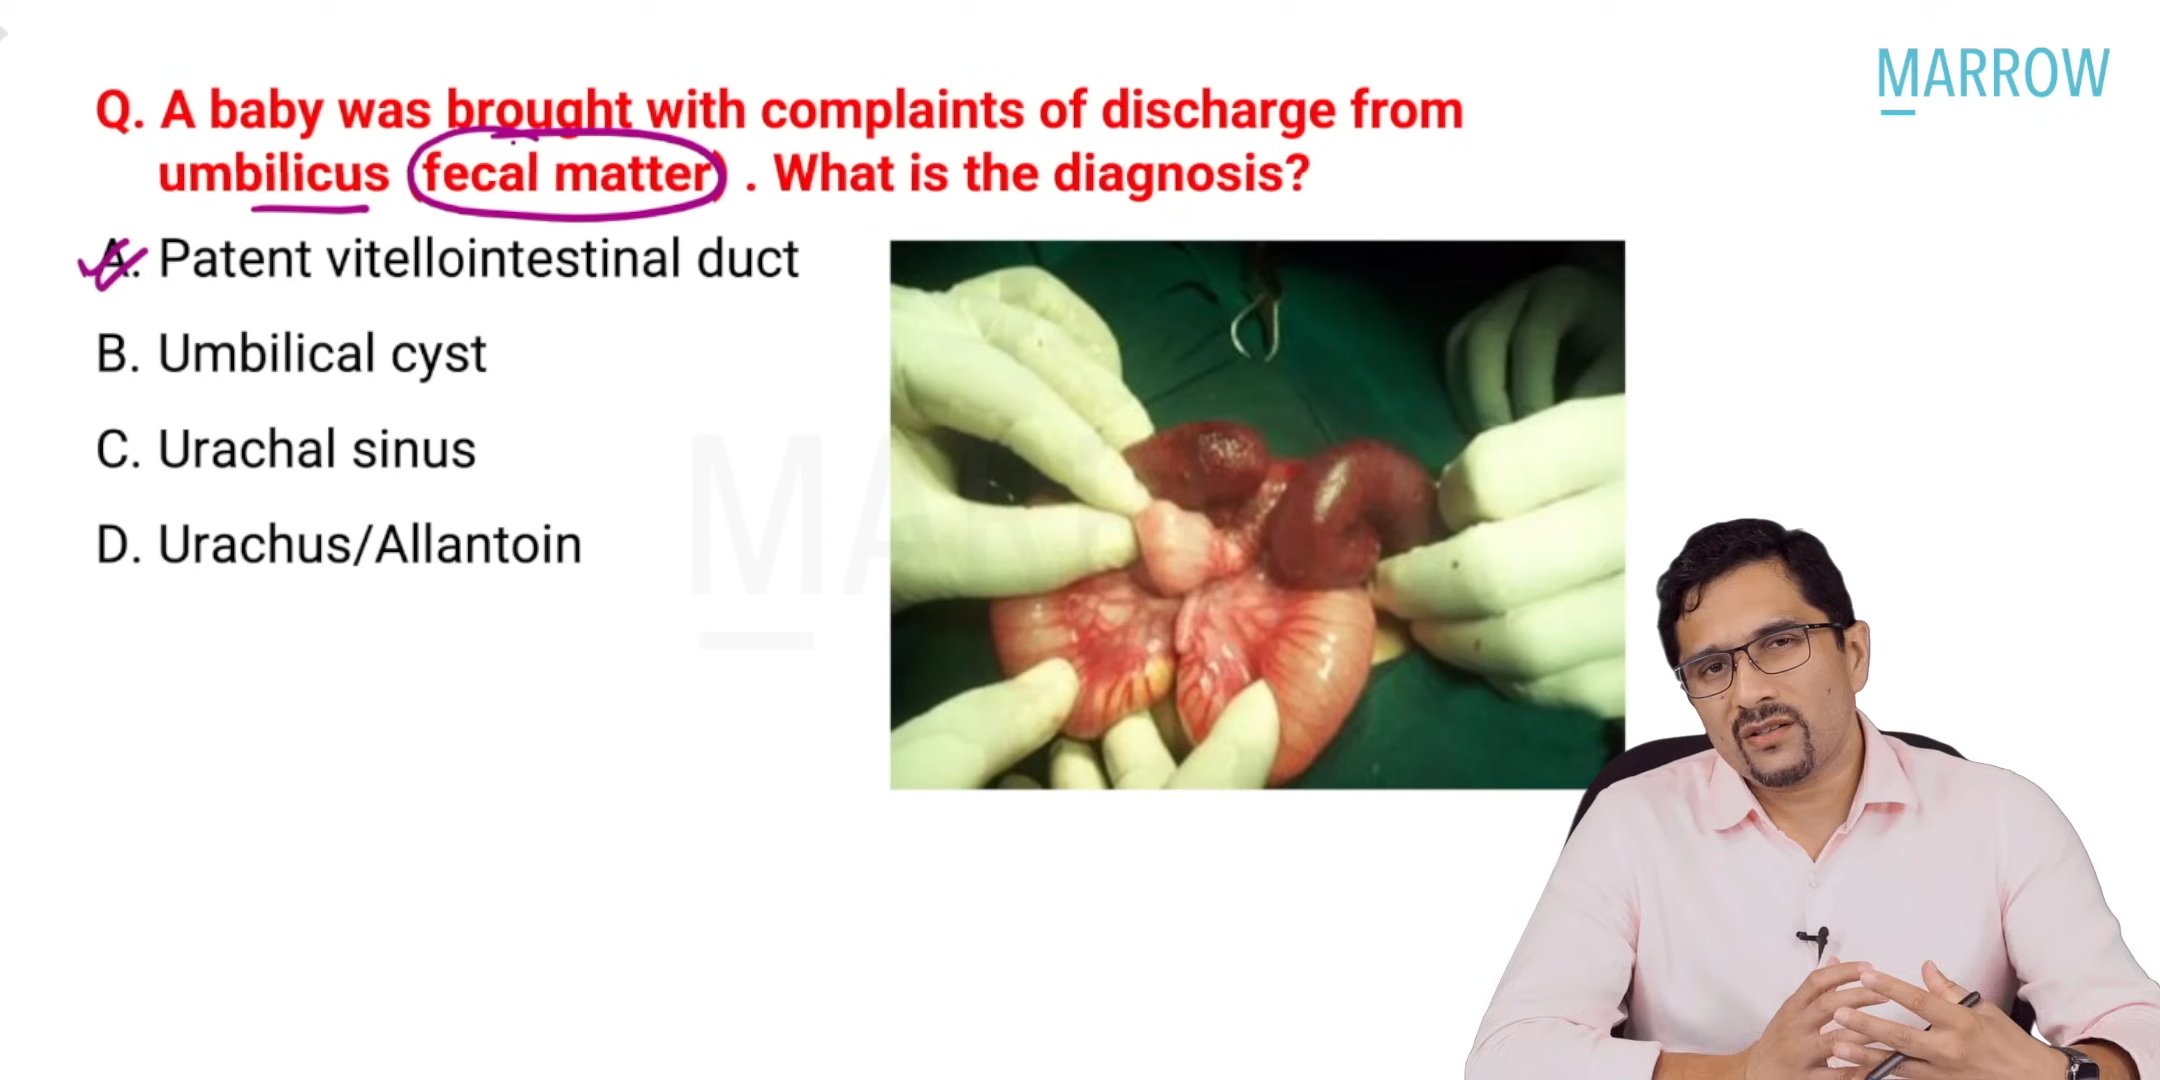 MARROW
Q. A baby was brought with complaints of discharge from
umbilicus (fecal matter) . What is the diagnosis?
A. Patent vitellointestinal duct
B. Umbilical cyst
C. Urachal sinus
D. Urachus/Allantoin